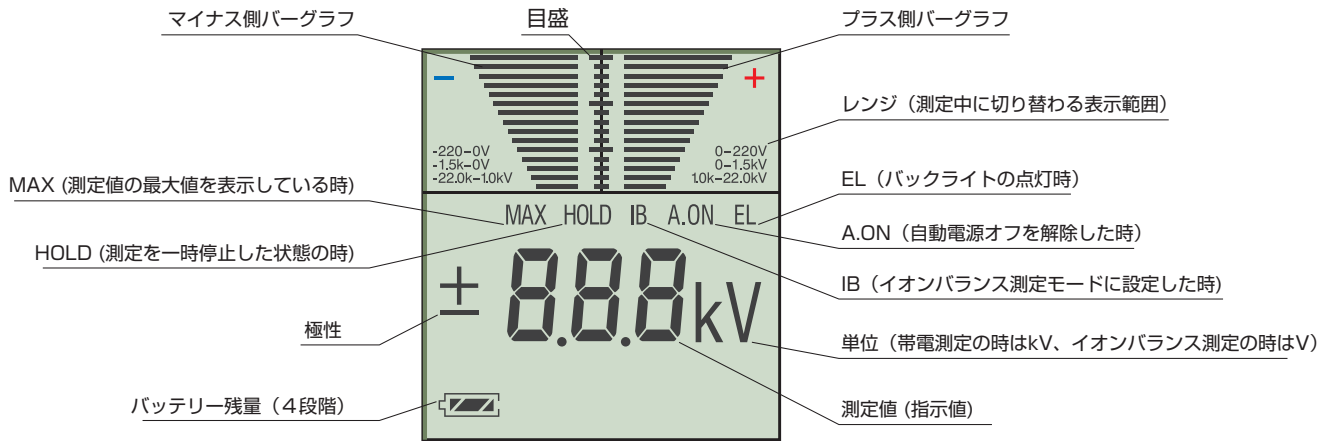 マイナス側バーグラフ
目盛
プラス側バーグラフ
−
+
レンジ（測定中に切り替わる表示範囲）
-220-0V
-1.5k-0V
-22.0k-1.0kV
0-220V
0-1.5kV
1.0k-22.0kV
MAX (測定値の最大値を表示している時)
EL（バックライトの点灯時）
MAX HOLD IB A.ON EL
HOLD (測定を一時停止した状態の時)
A.ON（自動電源オフを解除した時）
IB（イオンバランス測定モードに設定した時)
± 8.8.8kV
極性
単位（帯電測定の時はkV、イオンバランス測定の時はV）
バッテリー残量（４段階）
測定値 (指示値)